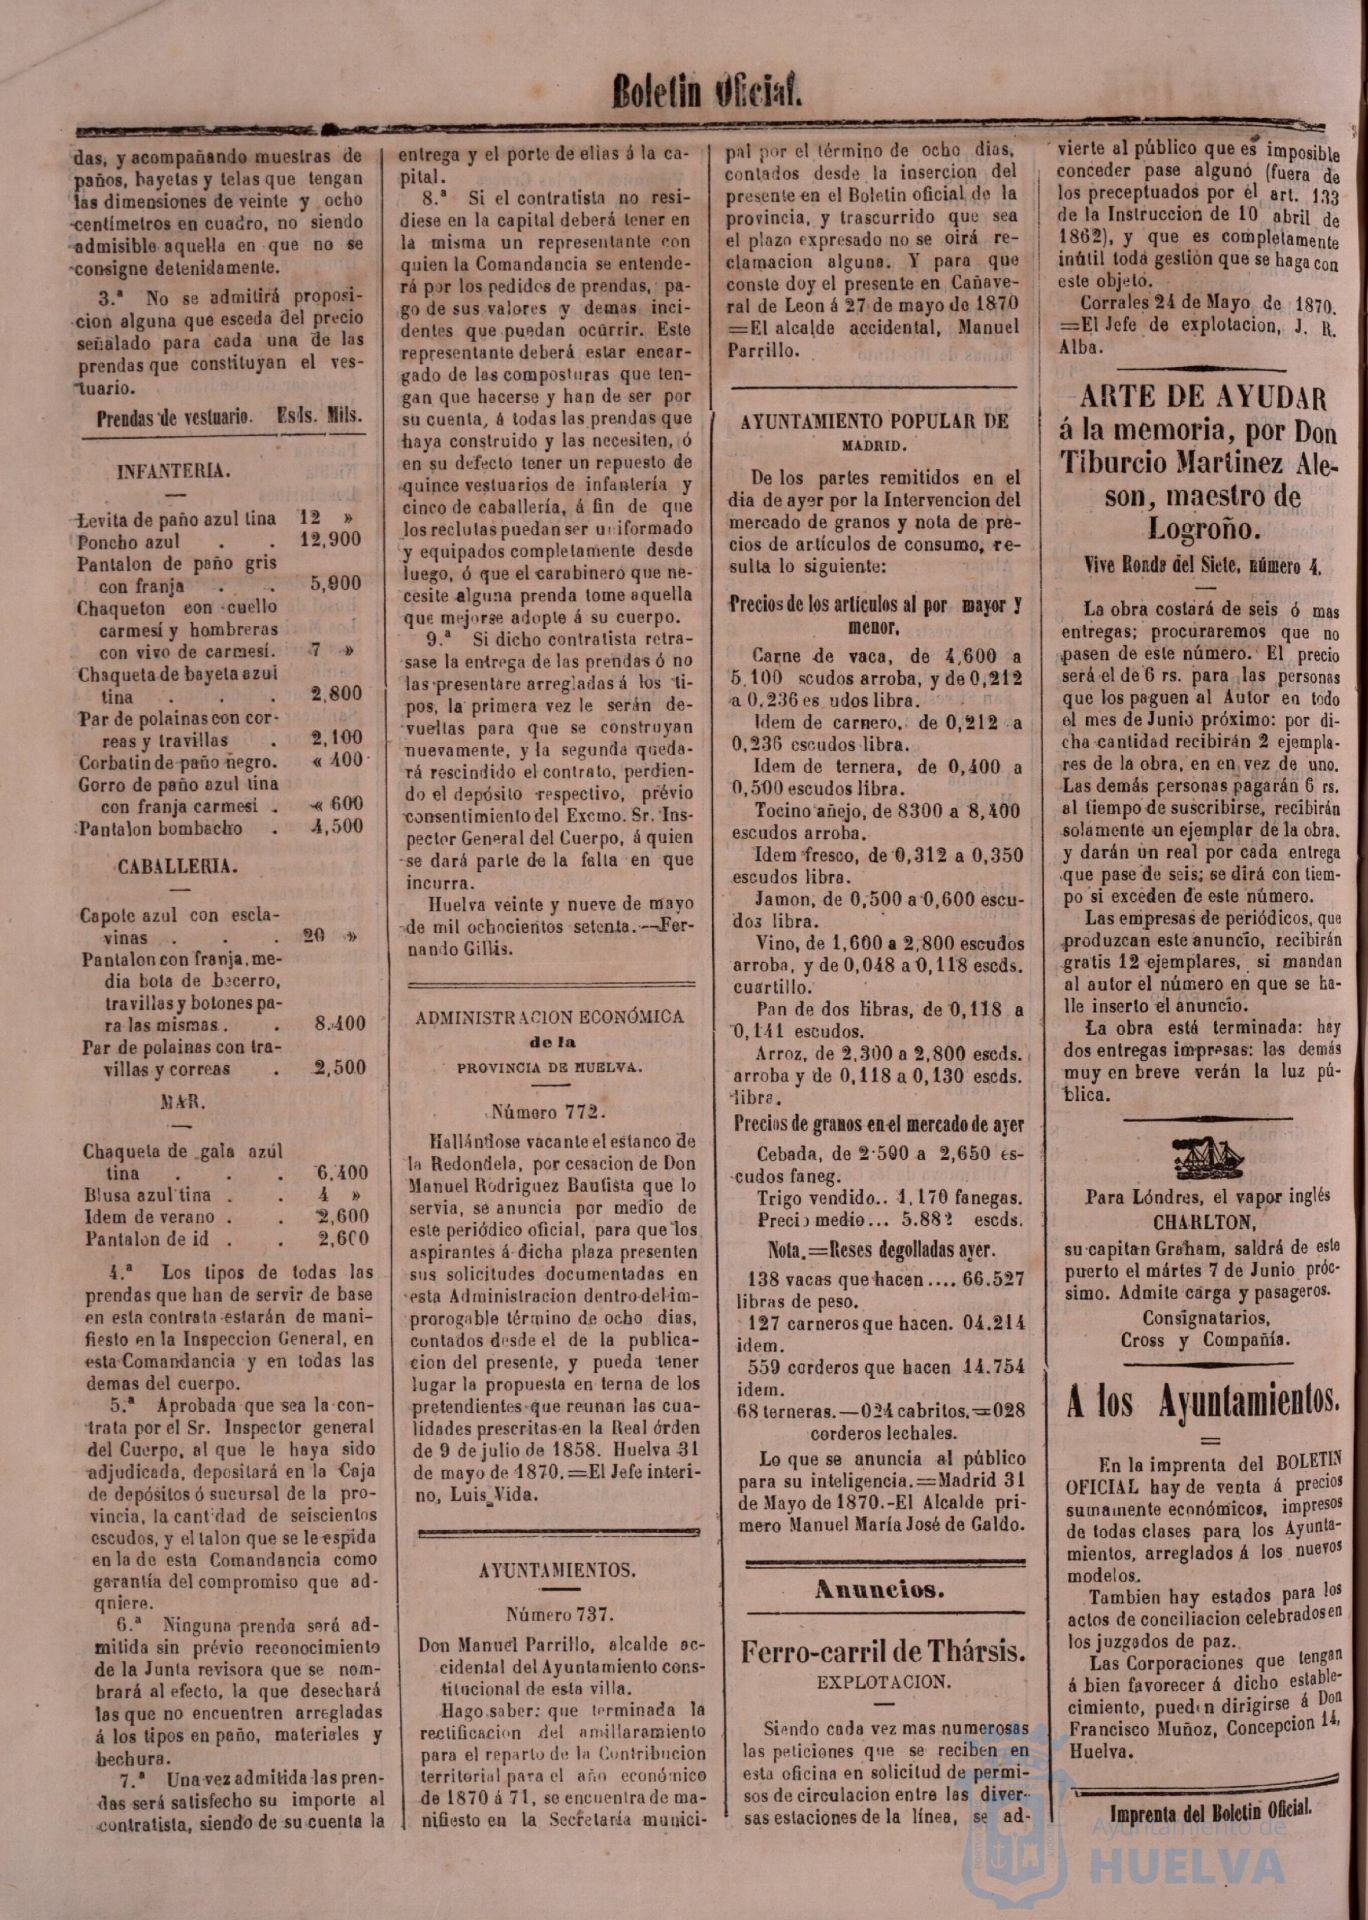 Boletin Oficial.
das, y acompañando muestras de
paños, bayetas y telas que tengan
las dimensiones de veinte y ocho
centímetros en cuadro, no siendo
admisible aquella en que no se
consigne detenidamente.
3.ª No se admitirá proposi-
cion alguna que esceda del precio
señalado para cada una de las
prendas que constituyan el ves-
tuario.
Prendas de vestuario. Esds. Mils.
INFANTERIA.
Levita de paño azul tina 12 »
Poncho azul . . 12,900
Pantalon de paño gris
con franja . . 5,900
Chaqueton con cuello
carmesí y hombreras
con vivo de carmesí. 7 »
Chaqueta de bayeta azul
tina . . . 2,800
Par de polainas con cor-
reas y travillas . 2,100
Corbatin de paño negro. « 400
Gorro de paño azul tina
con franja carmesí . « 600
Pantalon bombacho . 4,500
CABALLERIA.
Capote azul con escla-
vinas . . . 20 »
Pantalon con franja, me-
dia bota de becerro,
travillas y botones pa-
ra las mismas . . 8.400
Par de polainas con tra-
villas y correas . 2,500
MAR.
Chaqueta de gala azúl
tina . . . 6,400
Blusa azul tina . . 4 »
Idem de verano . . 2,600
Pantalon de id . . 2,600
4.ª Los tipos de todas las
prendas que han de servir de base
en esta contrata estarán de mani-
fiesto en la Inspeccion General, en
esta Comandancia y en todas las
demas del cuerpo.
5.ª Aprobada que sea la con-
trata por el Sr. Inspector general
del Cuerpo, al que le haya sido
adjudicada, depositará en la Caja
de depósitos ó sucursal de la pro-
vincia, la cantidad de seiscientos
escudos, y el talon que se le espida
en la de esta Comandancia como
garantía del compromiso que ad-
qniere.
6.ª Ninguna prenda será ad-
mitida sin prévio reconocimiento
de la Junta revisora que se nom-
brará al efecto, la que desechará
las que no encuentren arregladas
á los tipos en paño, materiales y
hechura.
7.ª Una vez admitida las pren-
das será satisfecho su importe al
contratista, siendo de su cuenta la
entrega y el porte de elias á la ca-
pital.
8.ª Si el contratista no resi-
diese en la capital deberá tener en
la misma un representante con
quien la Comandancia se entende-
rá por los pedidos de prendas, pa-
go de sus valores y demas inci-
dentes que puedan ocurrir. Este
representante deberá estar encar-
gado de las composturas que ten-
gan que hacerse y han de ser por
su cuenta, á todas las prendas que
haya construido y las necesiten, ó
en su defecto tener un repuesto de
quince vestuarios de infantería y
cinco de caballería, á fin de que
los reclutas puedan ser uniformado
y equipados completamente desde
luego, ó que el carabinero que ne-
cesite alguna prenda tome aquella
que mejorse adopte á su cuerpo.
9.ª Si dicho contratista retra-
sase la entrega de las prendas ó no
las presentare arregladas á los ti-
pos, la primera vez le serán de-
vueltas para que se construyan
nuevamente, y la segunda queda-
rá rescindido el contrato, perdien-
do el depósito respectivo, prévio
consentimiento del Excmo. Sr. Ins-
pector General del Cuerpo, á quien
se dará parte de la falta en que
incurra.
Huelva veinte y nueve de mayo
de mil ochocientos setenta.—Fer-
nando Gillis.
ADMINISTRACION ECONÓMICA
de la
PROVINCIA DE HUELVA.
Número 772.
Hallándose vacante el estanco de
la Redondela, por cesacion de Don
Manuel Rodriguez Bautista que lo
servia, se anuncia por medio de
este periódico oficial, para que los
aspirantes á dicha plaza presenten
sus solicitudes documentadas en
esta Administracion dentro del im-
prorogable término de ocho dias,
contados desde el de la publica-
cion del presente, y pueda tener
lugar la propuesta en terna de los
pretendientes que reunan las cua-
lidades prescritas en la Real órden
de 9 de julio de 1858. Huelva 31
de mayo de 1870.=El Jefe interi-
no, Luis Vida.
AYUNTAMIENTOS.
Número 737.
Don Manuel Parrillo, alcalde ac-
cidental del Ayuntamiento cons-
titucional de esta villa.
Hago saber: que terminada la
rectificacion del amillaramiento
para el reparto de la Contribucion
territorial para el año económico
de 1870 á 71, se encuentra de ma-
nifiesto en la Secretaría munici-
pal por el término de ocho dias,
contados desde la insercion del
presente en el Boletin oficial de la
provincia, y trascurrido que sea
el plazo expresado no se oirá re-
clamacion alguna. Y para que
conste doy el presente en Cañave-
ral de Leon á 27 de mayo de 1870
=El alcalde accidental, Manuel
Parrillo.
AYUNTAMIENTO POPULAR DE
MADRID.
De los partes remitidos en el
dia de ayer por la Intervencion del
mercado de granos y nota de pre-
cios de artículos de consumo, re-
sulta lo siguiente:
Precios de los artículos al por mayor y
menor.
Carne de vaca, de 4,600 a
5,100 scudos arroba, y de 0,212
a 0,236 es udos libra.
Idem de carnero, de 0,212 a
0,236 escudos libra.
Idem de ternera, de 0,400 a
0,500 escudos libra.
Tocino añejo, de 8300 a 8,400
escudos arroba.
Idem fresco, de 0,312 a 0,350
escudos libra.
Jamon, de 0,500 a 0,600 escu-
dos libra.
Vino, de 1,600 a 2,800 escudos
arroba, y de 0,048 a 0,118 escds.
cuartillo.
Pan de dos libras, de 0,118 a
0,141 escudos.
Arroz, de 2,300 a 2,800 escds.
arroba y de 0,118 a 0,130 escds.
libra.
Precios de granos en el mercado de ayer
Cebada, de 2·500 a 2,650 es-
cudos faneg.
Trigo vendido.. 1,170 fanegas.
Precio medio... 5.882 escds.
Nota.=Reses degolladas ayer.
138 vacas que hacen .... 66.527
libras de peso.
127 carneros que hacen. 04.214
idem.
559 corderos que hacen 14.754
idem.
68 terneras.—024 cabritos.=028
corderos lechales.
Lo que se anuncia al público
para su inteligencia.=Madrid 31
de Mayo de 1870.-El Alcalde pri-
mero Manuel María José de Galdo.
Anuncios.
Ferro-carril de Thársis.
EXPLOTACION.
Siendo cada vez mas numerosas
las peticiones que se reciben en
esta oficina en solicitud de permi-
sos de circulacion entre las diver-
sas estaciones de la línea, se ad-
vierte al público que es imposible
conceder pase alguno (fuera de
los preceptuados por el art. 133
de la Instruccion de 10 abril de
1862), y que es completamente
inútil toda gestion que se haga con
este objeto.
Corrales 24 de Mayo de 1870.
=El Jefe de explotacion, J. R.
Alba.
ARTE DE AYUDAR
á la memoria, por Don
Tiburcio Martinez Ale-
son, maestro de
Logroño.
Vive Ronda del Siete, número 4.
La obra costará de seis ó mas
entregas; procuraremos que no
pasen de este número. El precio
será el de 6 rs. para las personas
que los paguen al Autor en todo
el mes de Junio próximo: por di-
cha cantidad recibirán 2 ejempla-
res de la obra, en en vez de uno.
Las demás personas pagarán 6 rs.
al tiempo de suscribirse, recibirán
solamente un ejemplar de la obra,
y darán un real por cada entrega
que pase de seis; se dirá con tiem-
po si exceden de este número.
Las empresas de periódicos, que
produzcan este anuncio, recibirán
gratis 12 ejemplares, si mandan
al autor el número en que se ha-
lle inserto el anuncio.
La obra está terminada: hay
dos entregas impresas: las demás
muy en breve verán la luz pú-
blica.
Para Lóndres, el vapor inglés
CHARLTON,
su capitan Graham, saldrá de este
puerto el mártes 7 de Junio próc-
simo. Admite carga y pasageros.
Consignatarios,
Cross y Compañía.
A los Ayuntamientos.
En la imprenta del BOLETIN
OFICIAL hay de venta á precios
sumamente económicos, impresos
de todas clases para los Ayunta-
mientos, arreglados á los nuevos
modelos.
Tambien hay estados para los
actos de conciliacion celebrados en
los juzgados de paz.
Las Corporaciones que tengan
á bien favorecer á dicho estable-
cimiento, pueden dirigirse á Don
Francisco Muñoz, Concepcion 14,
Huelva.
Imprenta del Boletin Oficial.
Ayuntamiento de
HUELVA